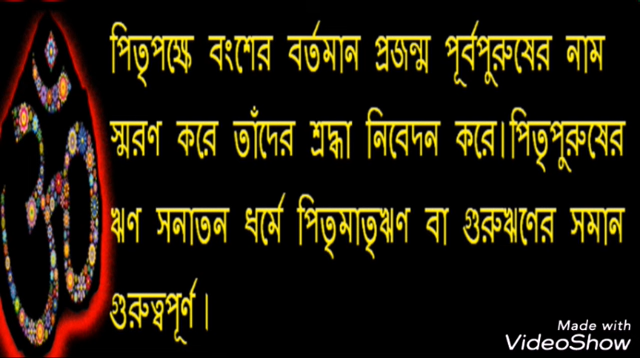 পিতৃপক্ষে বংশের বর্তমান প্রজন্ম পূর্বপুরুষের নাম
স্মরণ করে তাঁদের শ্রদ্ধা নিবেদন করে।পিতৃপুরুষের
ঋণ সনাতন ধর্মে পিতৃমাতৃঋণ বা গুরুঋণের সমান
গুরুত্বপূর্ণ।
Made with
VideoShow